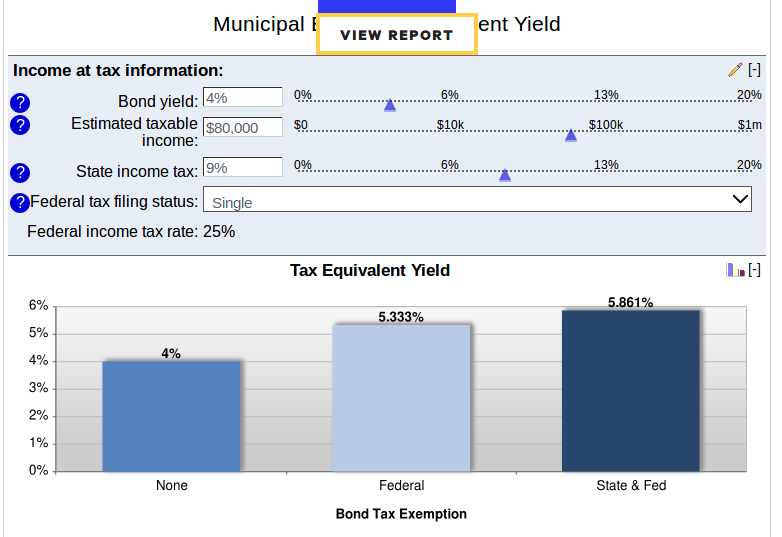 Municipal
ent Yield
VIEW REPORT
Income at tax information:
[-]
? Bond yield: 4% 0% 6% 13% 20%
? Estimated taxable income: $80,000 $0 $10k $100k $1m
? State income tax: 9% 0% 6% 13% 20%
? Federal tax filing status: Single
Federal income tax rate: 25%
Tax Equivalent Yield
[-]
6%
5%
4%
3%
2%
1%
0%
4%
5.333%
5.861%
None
Federal
State & Fed
Bond Tax Exemption